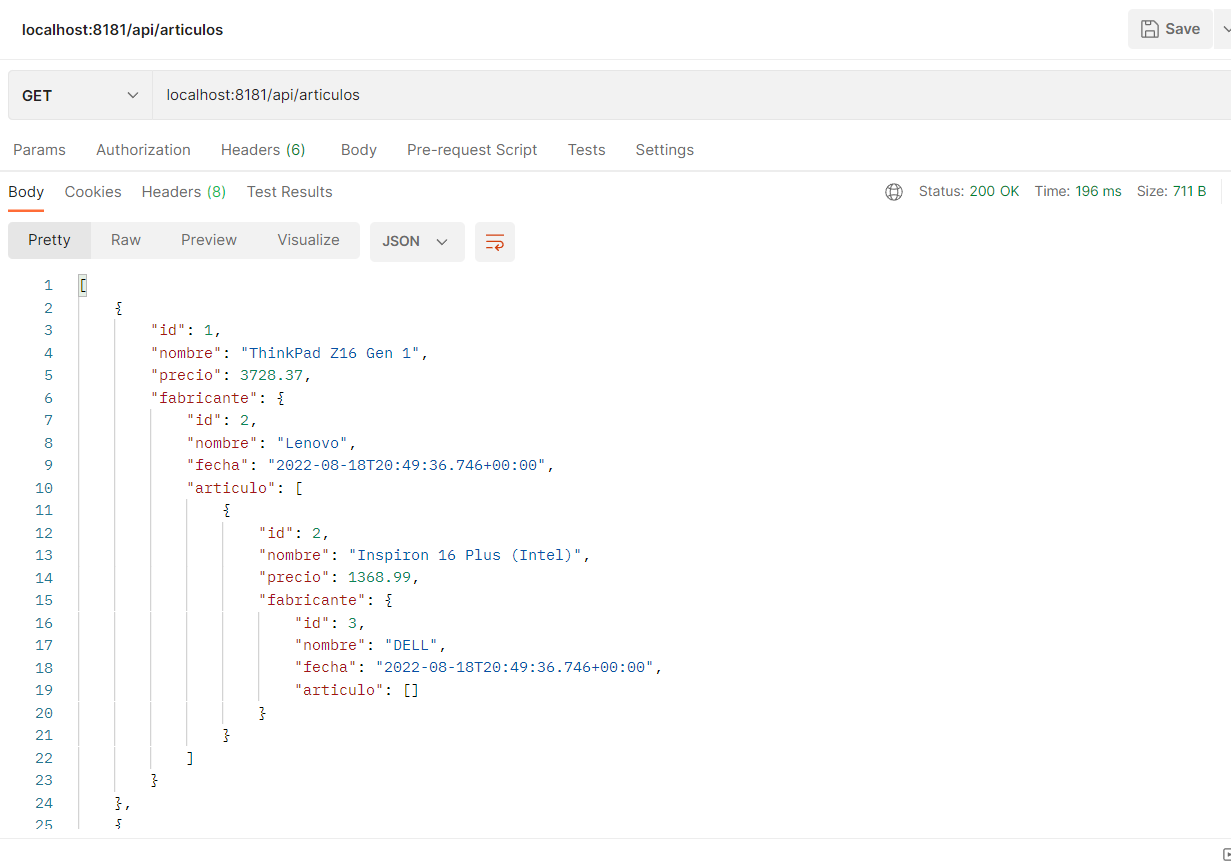 localhost:8181/api/articulos
Save
GET localhost:8181/api/articulos
Params Authorization Headers (6) Body Pre-request Script Tests Settings
Body Cookies Headers (8) Test Results Status: 200 OK Time: 196 ms Size: 711 B
Pretty Raw Preview Visualize JSON
1 [
2 {
3 "id": 1,
4 "nombre": "ThinkPad Z16 Gen 1",
5 "precio": 3728.37,
6 "fabricante": {
7 "id": 2,
8 "nombre": "Lenovo",
9 "fecha": "2022-08-18T20:49:36.746+00:00",
10 "articulo": [
11 {
12 "id": 2,
13 "nombre": "Inspiron 16 Plus (Intel)",
14 "precio": 1368.99,
15 "fabricante": {
16 "id": 3,
17 "nombre": "DELL",
18 "fecha": "2022-08-18T20:49:36.746+00:00",
19 "articulo": []
20 }
21 }
22 ]
23 }
24 },
25 {